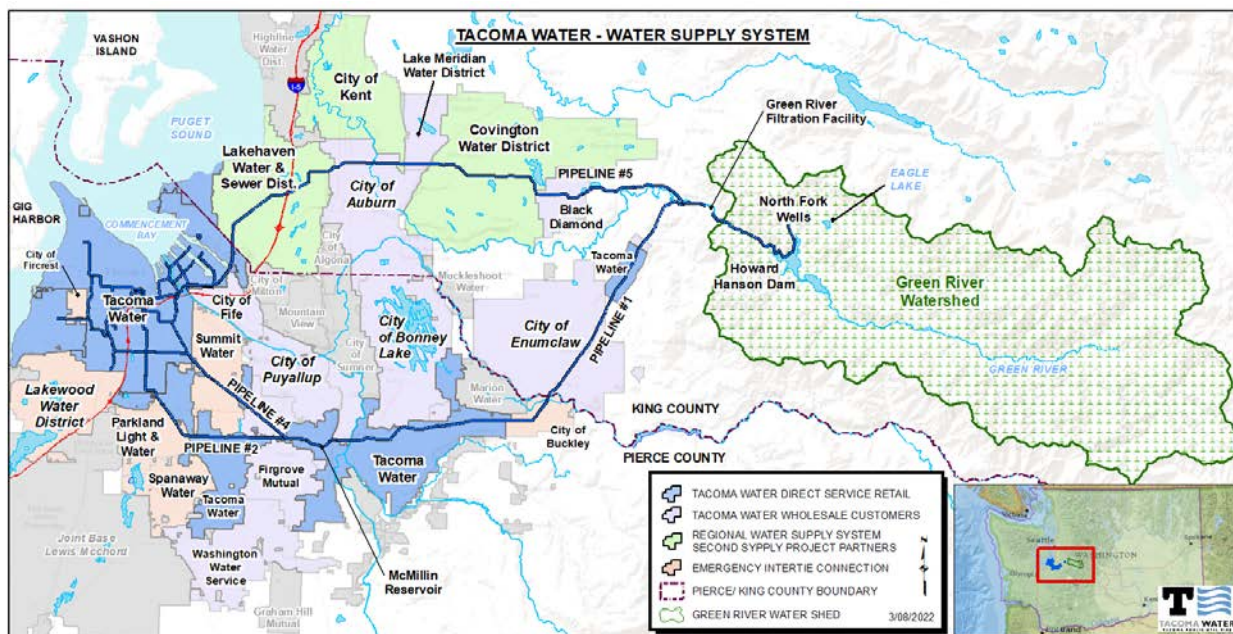 TACOMA WATER - WATER SUPPLY SYSTEM
VASHON
ISLAND
Highline
Water
Dist.
I-5
City of
Kent
Lake Meridian
Water District
Green River
Filtration Facility
PUGET
SOUND
Lakehaven
Water &
Sewer Dist.
Covington
Water District
PIPELINE #5
EAGLE
LAKE
North Fork
Wells
City of
Auburn
Black
Diamond
GIG
HARBOR
COMMENCEMENT
BAY
City of
Algona
City of
Fircrest
Tacoma
Water
Howard
Hanson Dam
Green River
Watershed
City of
Milton
Muckleshoot
Water
PIPELINE #1
Tacoma
Water
City of
Fife
Mountain
View
City
of Bonney
Lake
City of
Enumclaw
Summit
Water
City of
Puyallup
City of
Sumner
GREEN RIVER
Lakewood
Water
District
PIPELINE #4
Marion
Water
KING COUNTY
PIERCE COUNTY
Parkland
Light &
Water
PIPELINE #2
City of
Buckley
Firgrove
Mutual
Tacoma
Water
Spanaway
Water
Tacoma
Water
Joint Base
Lewis Mcchord
Washington
Water
Service
McMillin
Reservoir
Graham Hill
Mutual
TACOMA WATER DIRECT SERVICE RETAIL
TACOMA WATER WHOLESALE CUSTOMERS
REGIONAL WATER SUPPLY SYSTEM
SECOND SYPPLY PROJECT PARTNERS
EMERGENCY INTERTIE CONNECTION
PIERCE/ KING COUNTY BOUNDARY
GREEN RIVER WATER SHED
3/08/2022
N
Victoria
Seattle
Spokane
WASHINGTON
Olympia
Portland
TACOMA WATER
TACOMA PUBLIC UTILITIES